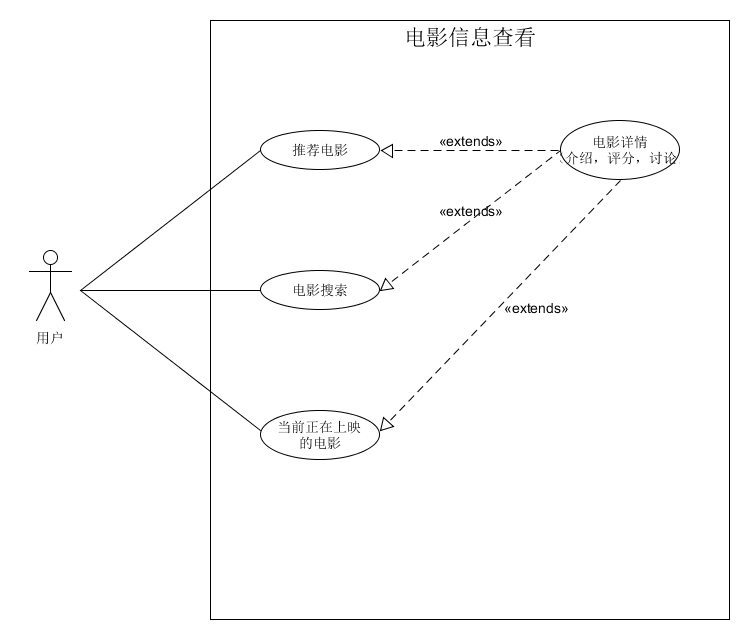 电影信息查看
推荐电影
«extends»
电影详情
介绍，评分，讨论
«extends»
用户
电影搜索
«extends»
当前正在上映
的电影